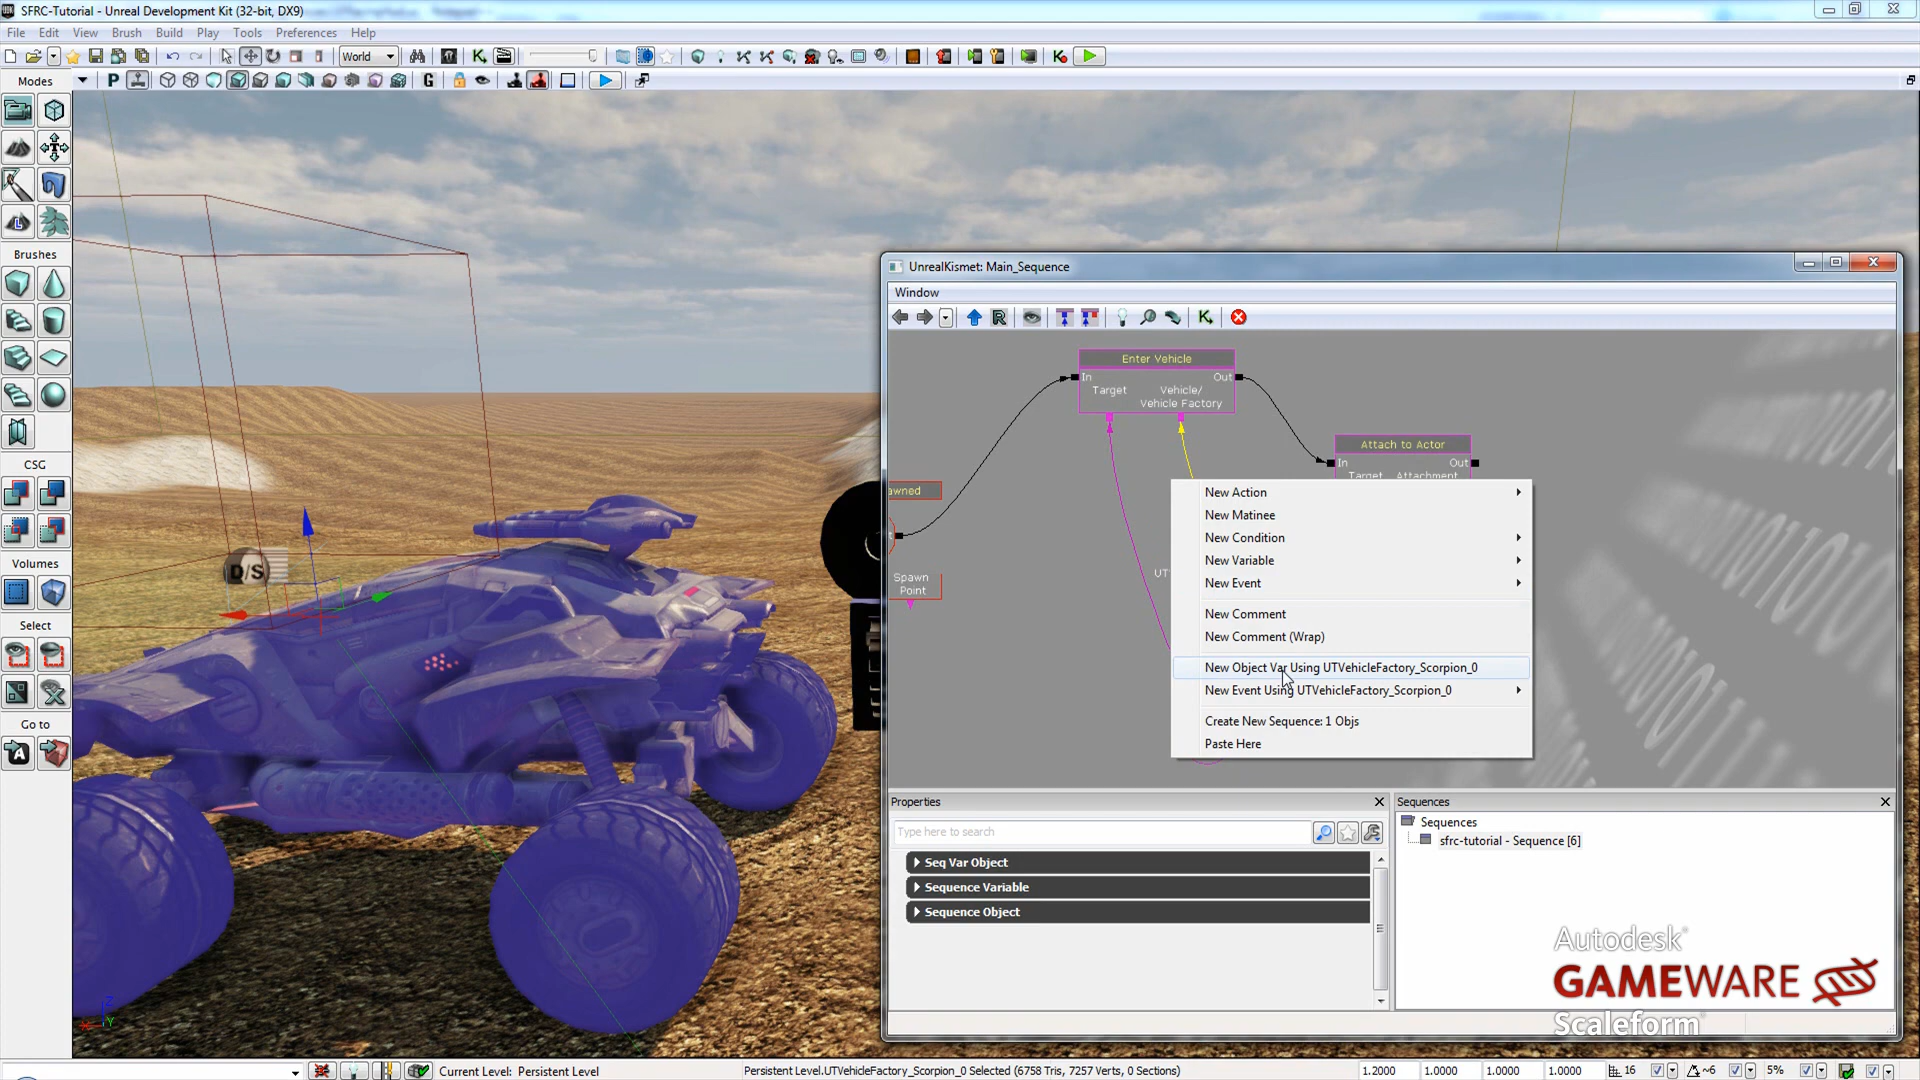 SFRC-Tutorial - Unreal Development Kit (32-bit, DX9)
File Edit View Brush Build Play Tools Preferences Help
World
Modes
P
G
Brushes
CSG
Volumes
Select
Go to
D/S
UnrealKismet: Main_Sequence
Window
Enter Vehicle
In Out
Target Vehicle/
Vehicle Factory
Attach to Actor
In Out
Target Attachment
awned
Spawn
Point
UT
New Action
New Matinee
New Condition
New Variable
New Event
New Comment
New Comment (Wrap)
New Object Var Using UTVehicleFactory_Scorpion_0
New Event Using UTVehicleFactory_Scorpion_0
Create New Sequence: 1 Objs
Paste Here
Properties
Type here to search
Seq Var Object
Sequence Variable
Sequence Object
Sequences
Sequences
sfrc-tutorial - Sequence [6]
Autodesk
GAMEWARE
Scaleform
Z
Y
Current Level: Persistent Level
Persistent Level.UTVehicleFactory_Scorpion_0 Selected (6758 Tris, 7257 Verts, 0 Sections)
1.2000 1.0000 1.0000 1.0000 16 ~6 5%